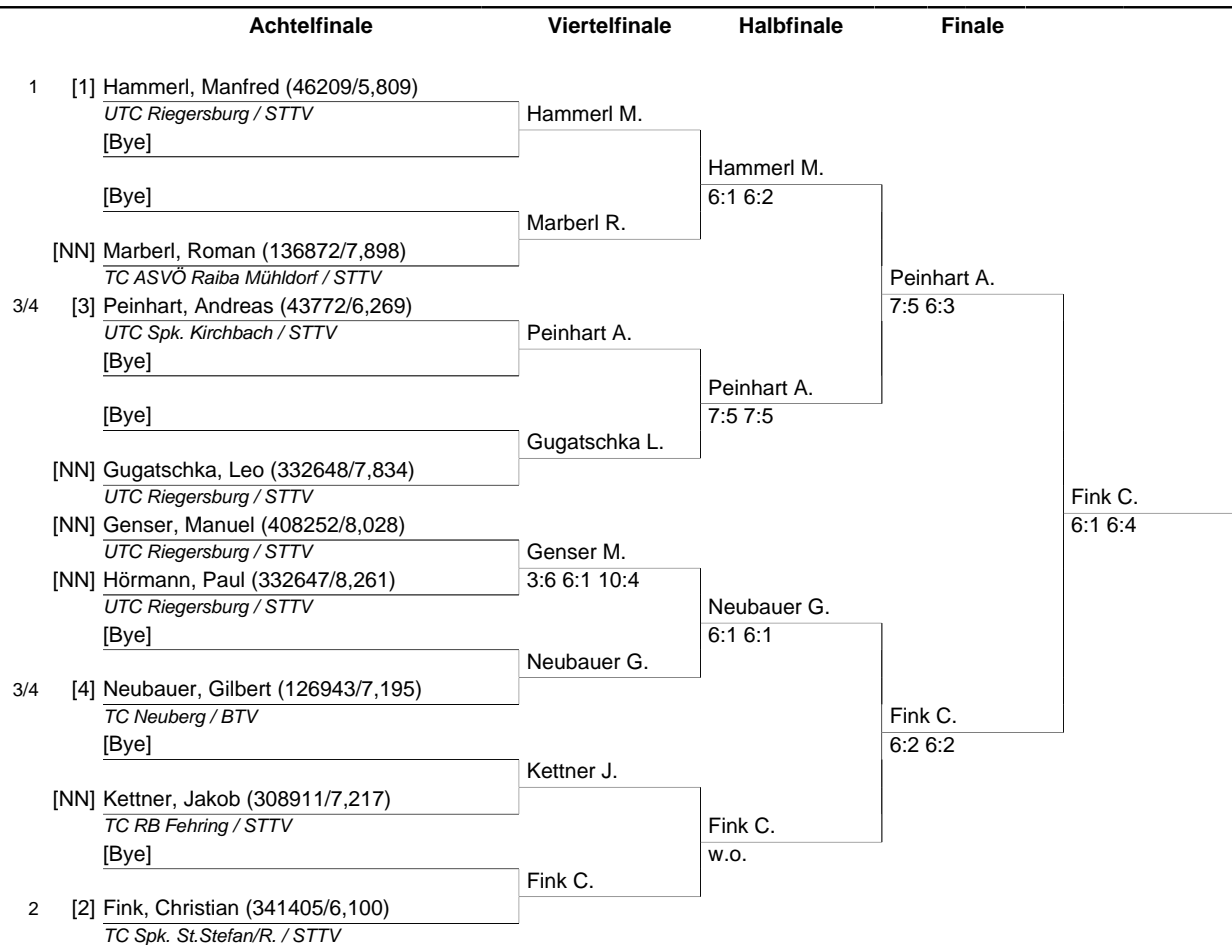 Achtelfinale Viertelfinale Halbfinale Finale
1 [1] Hammerl, Manfred (46209/5,809)
UTC Riegersburg / STTV Hammerl M.
[Bye]
Hammerl M.
[Bye] 6:1 6:2
Marberl R.
[NN] Marberl, Roman (136872/7,898)
TC ASVÖ Raiba Mühldorf / STTV Peinhart A.
3/4 [3] Peinhart, Andreas (43772/6,269) 7:5 6:3
UTC Spk. Kirchbach / STTV Peinhart A.
[Bye]
Peinhart A.
[Bye] 7:5 7:5
Gugatschka L.
[NN] Gugatschka, Leo (332648/7,834)
UTC Riegersburg / STTV Fink C.
[NN] Genser, Manuel (408252/8,028) 6:1 6:4
UTC Riegersburg / STTV Genser M.
[NN] Hörmann, Paul (332647/8,261) 3:6 6:1 10:4
UTC Riegersburg / STTV Neubauer G.
[Bye] 6:1 6:1
Neubauer G.
3/4 [4] Neubauer, Gilbert (126943/7,195)
TC Neuberg / BTV Fink C.
[Bye] 6:2 6:2
Kettner J.
[NN] Kettner, Jakob (308911/7,217)
TC RB Fehring / STTV Fink C.
[Bye] w.o.
Fink C.
2 [2] Fink, Christian (341405/6,100)
TC Spk. St.Stefan/R. / STTV